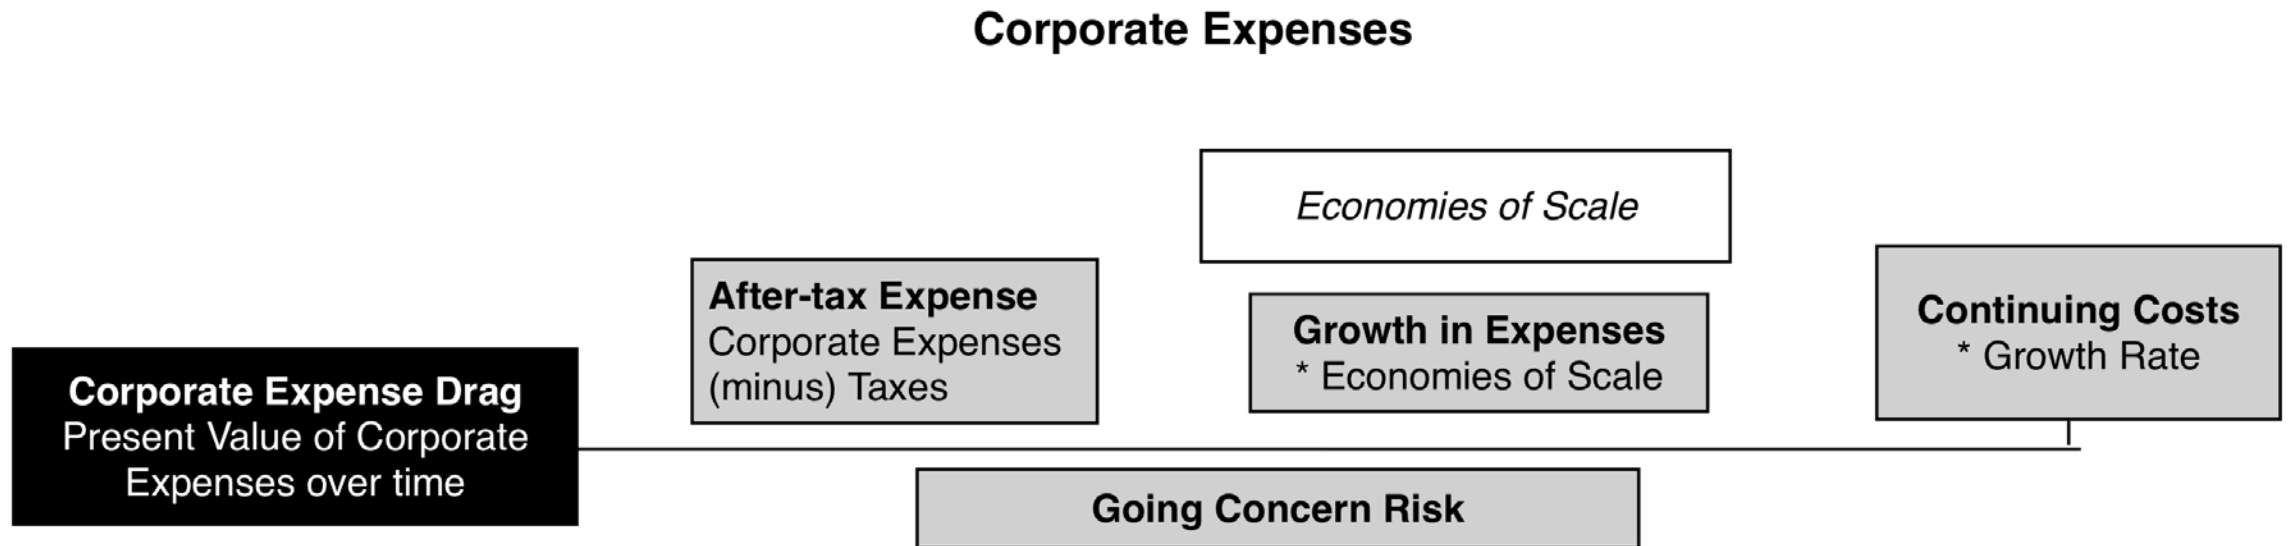 Corporate Expenses
Economies of Scale
After-tax Expense
Corporate Expenses
(minus) Taxes
Growth in Expenses
* Economies of Scale
Continuing Costs
* Growth Rate
Corporate Expense Drag
Present Value of Corporate
Expenses over time
Going Concern Risk